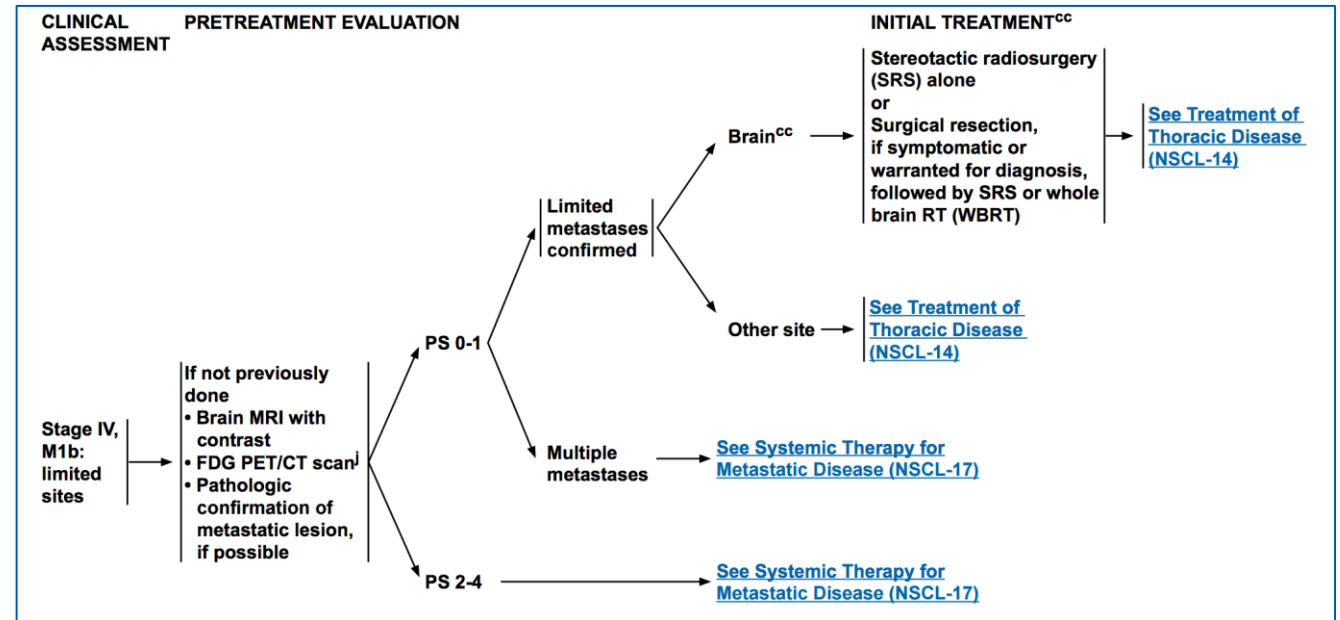 CLINICAL
ASSESSMENT
PRETREATMENT EVALUATION
INITIAL TREATMENTcc
Stage IV,
M1b:
limited
sites
If not previously
done
• Brain MRI with
contrast
• FDG PET/CT scanj
• Pathologic
confirmation of
metastatic lesion,
if possible
PS 0-1
Limited
metastases
confirmed
Braincc
Stereotactic radiosurgery
(SRS) alone
or
Surgical resection,
if symptomatic or
warranted for diagnosis,
followed by SRS or whole
brain RT (WBRT)
See Treatment of
Thoracic Disease
(NSCL-14)
Other site
See Treatment of
Thoracic Disease
(NSCL-14)
Multiple
metastases
See Systemic Therapy for
Metastatic Disease (NSCL-17)
PS 2-4
See Systemic Therapy for
Metastatic Disease (NSCL-17)